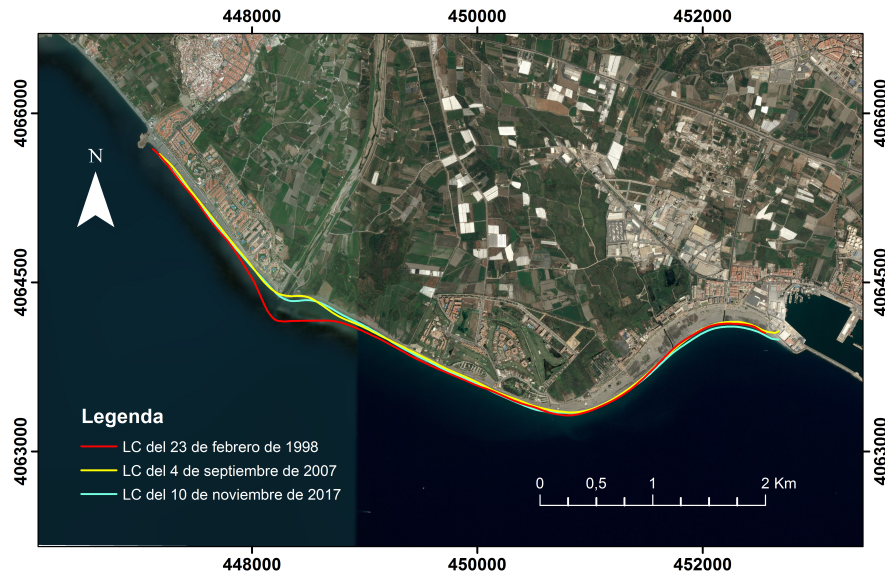 448000 450000 452000
4066000 4066000
N
4064500 4064500
Legenda
LC del 23 de febrero de 1998
LC del 4 de septiembre de 2007
LC del 10 de noviembre de 2017
4063000 4063000
0 0,5 1 2 Km
448000 450000 452000